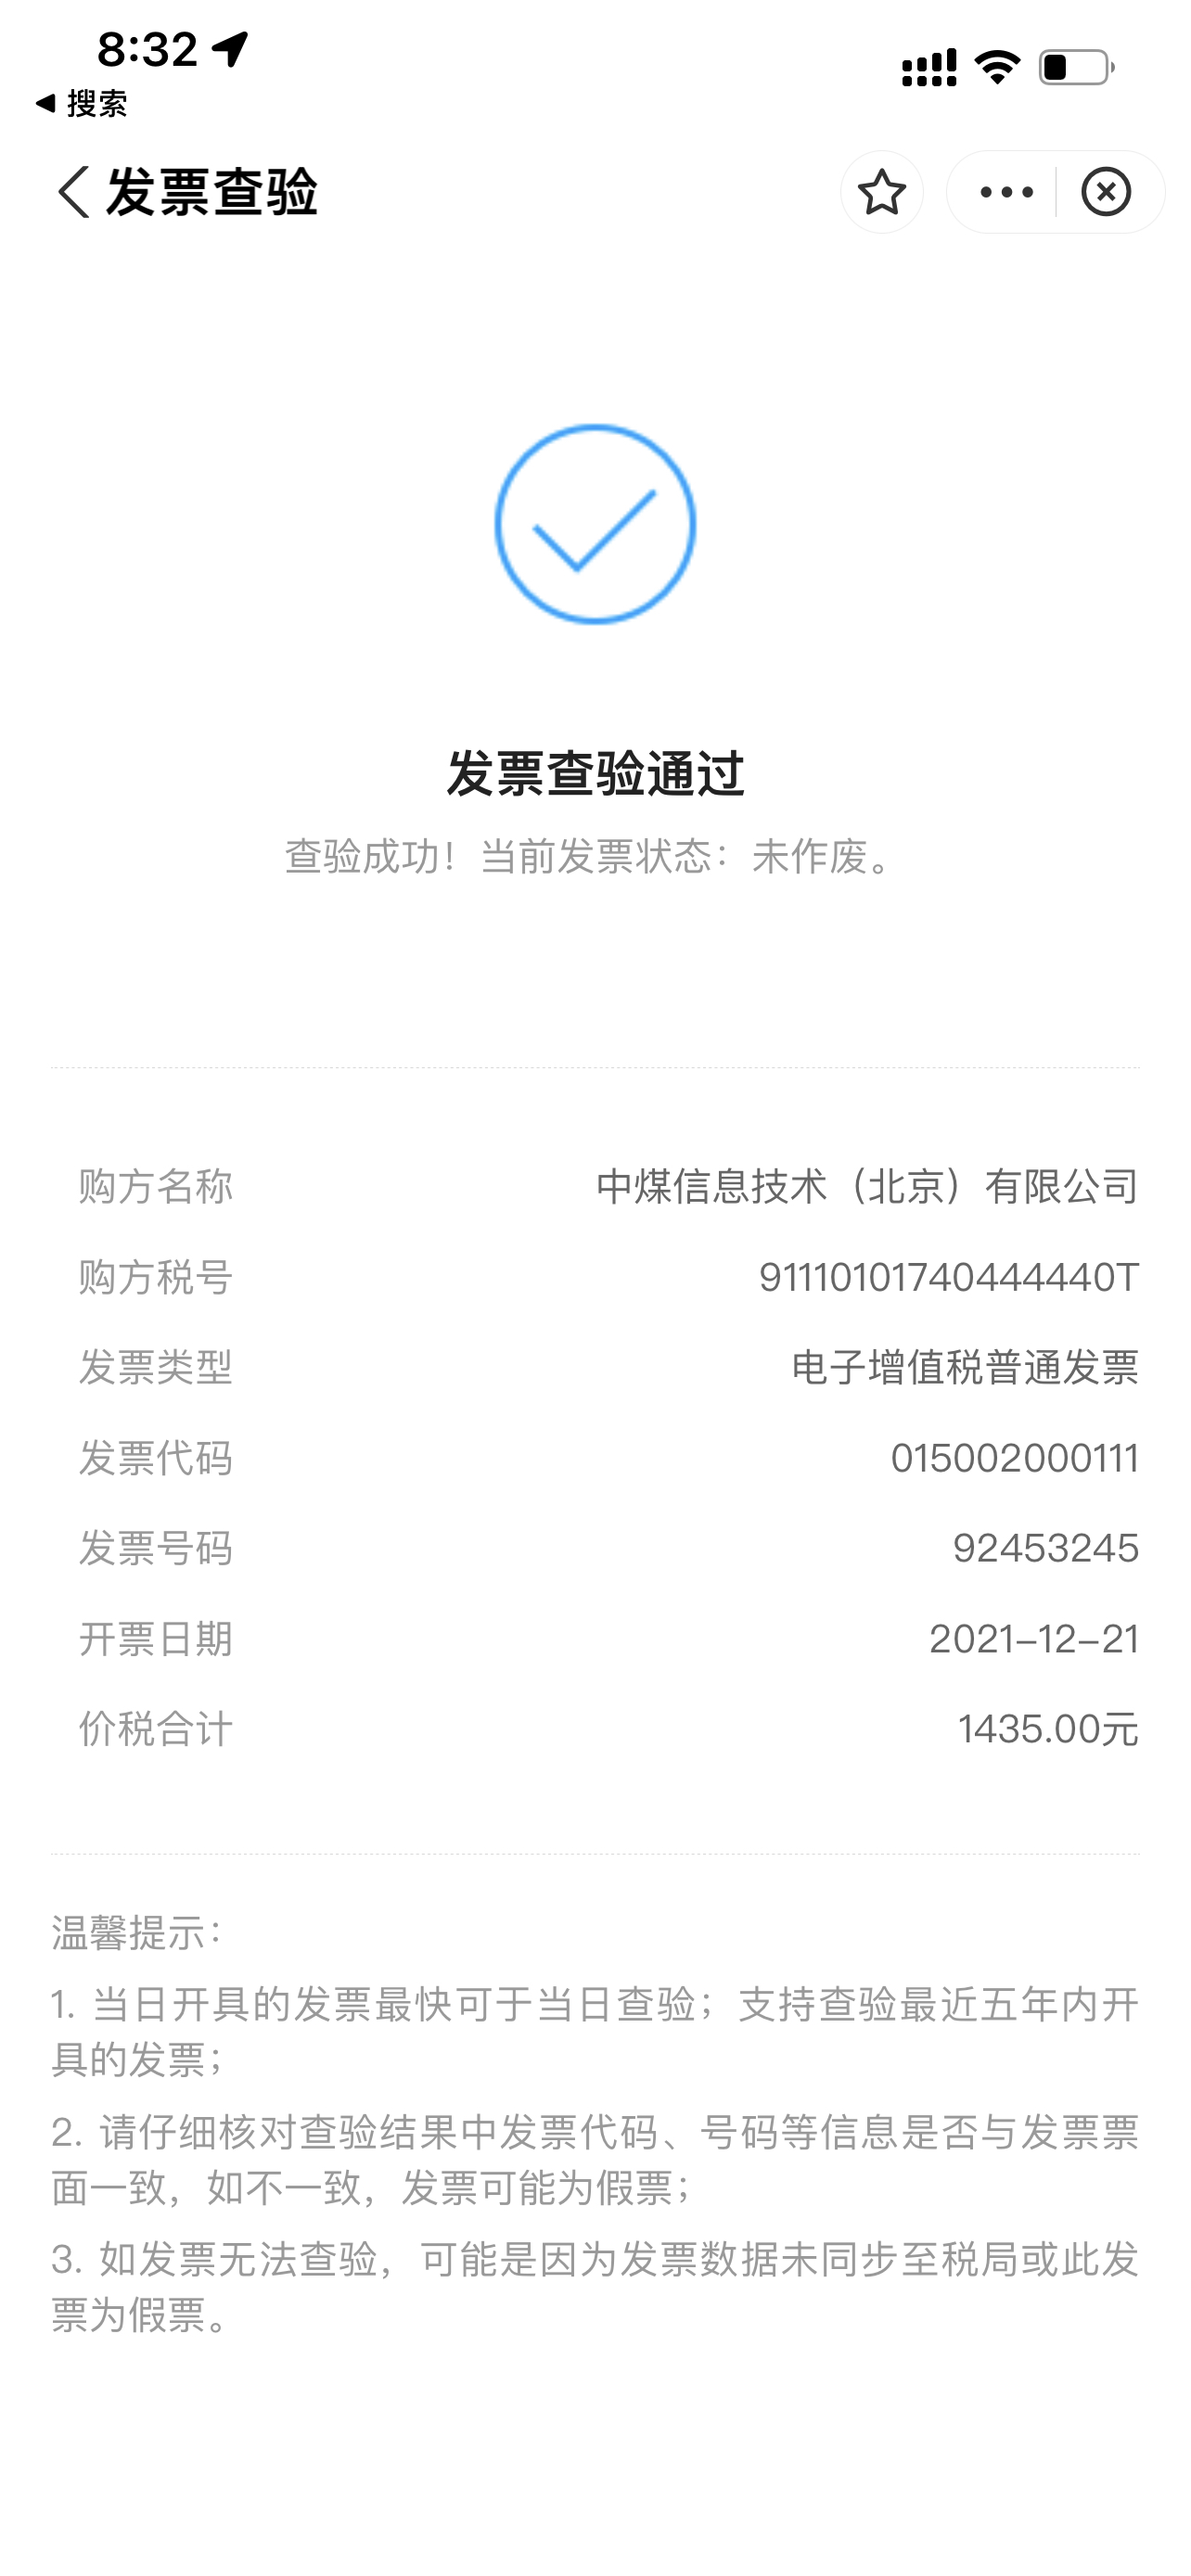 8:32
搜索
发票查验
发票查验通过
查验成功！当前发票状态：未作废。
购方名称 中煤信息技术（北京）有限公司
购方税号 91110101740444440T
发票类型 电子增值税普通发票
发票代码 015002000111
发票号码 92453245
开票日期 2021-12-21
价税合计 1435.00元
温馨提示：
1. 当日开具的发票最快可于当日查验；支持查验最近五年内开
具的发票；
2. 请仔细核对查验结果中发票代码、号码等信息是否与发票票
面一致，如不一致，发票可能为假票；
3. 如发票无法查验，可能是因为发票数据未同步至税局或此发
票为假票。